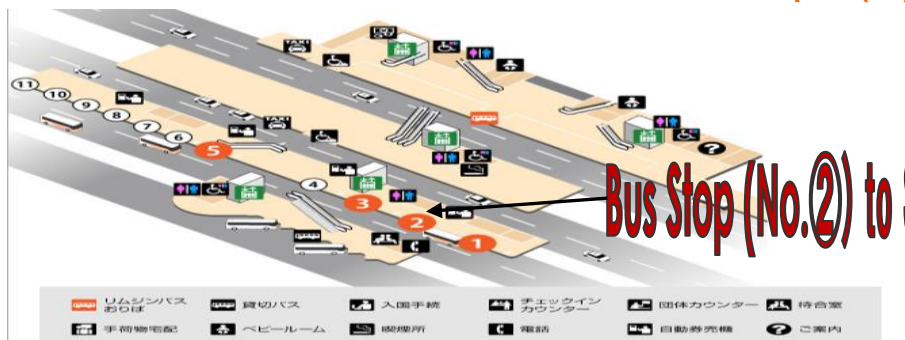 TAXI
TAXI
11
10
9
8
7
6
5
4
3
2
1
?
Bus Stop (No.②) to
リムジンバス
おりば
貸切バス
入国手続
チェックイン
カウンター
団体カウンター
待合室
手荷物宅配
ベビールーム
喫煙所
電話
自動券売機
? ご案内